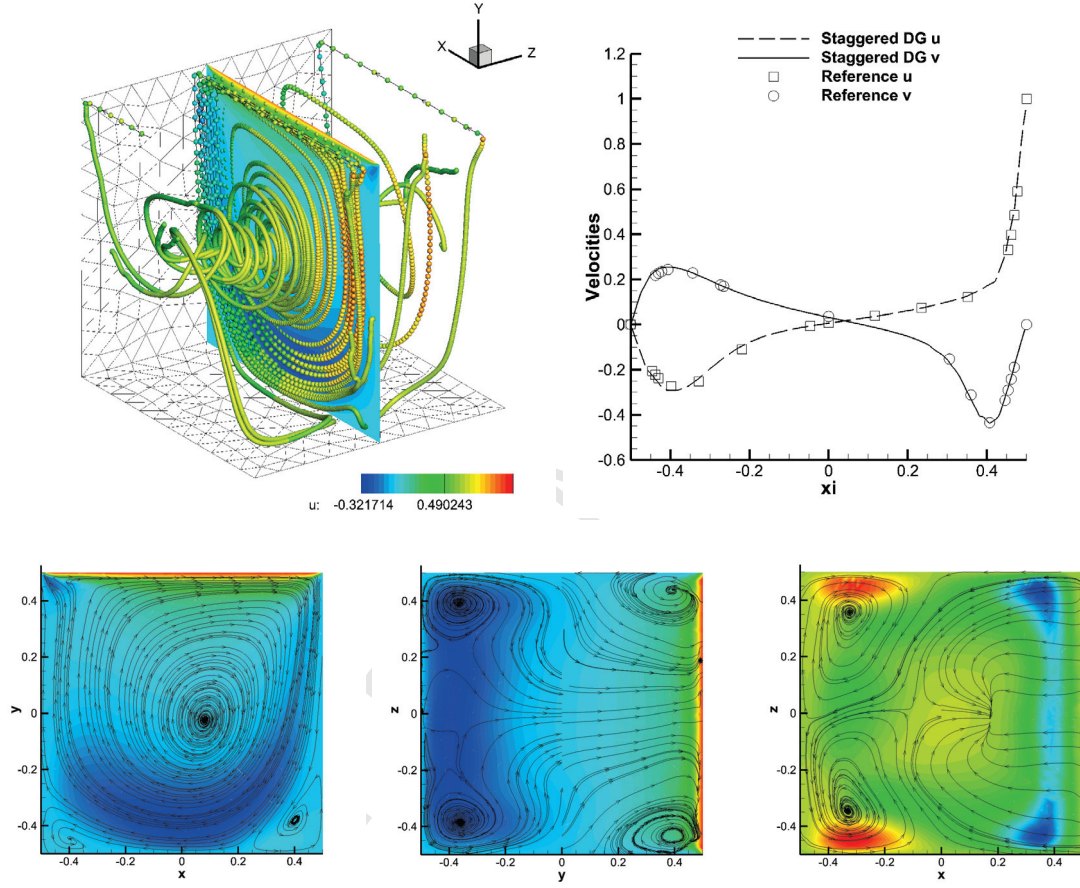 Y
X
Z
u: -0.321714 0.490243
Staggered DG u
Staggered DG v
Reference u
Reference v
1.2
1
0.8
0.6
0.4
0.2
0
-0.2
-0.4
-0.6
Velocities
-0.4 -0.2 0 0.2 0.4
xi
0.4
0.2
0
-0.2
-0.4
y
-0.4 -0.2 0 0.2 0.4
x
0.4
0.2
0
-0.2
-0.4
z
-0.4 -0.2 0 0.2 0.4
y
0.4
0.2
0
-0.2
-0.4
z
-0.4 -0.2 0 0.2 0.4
x